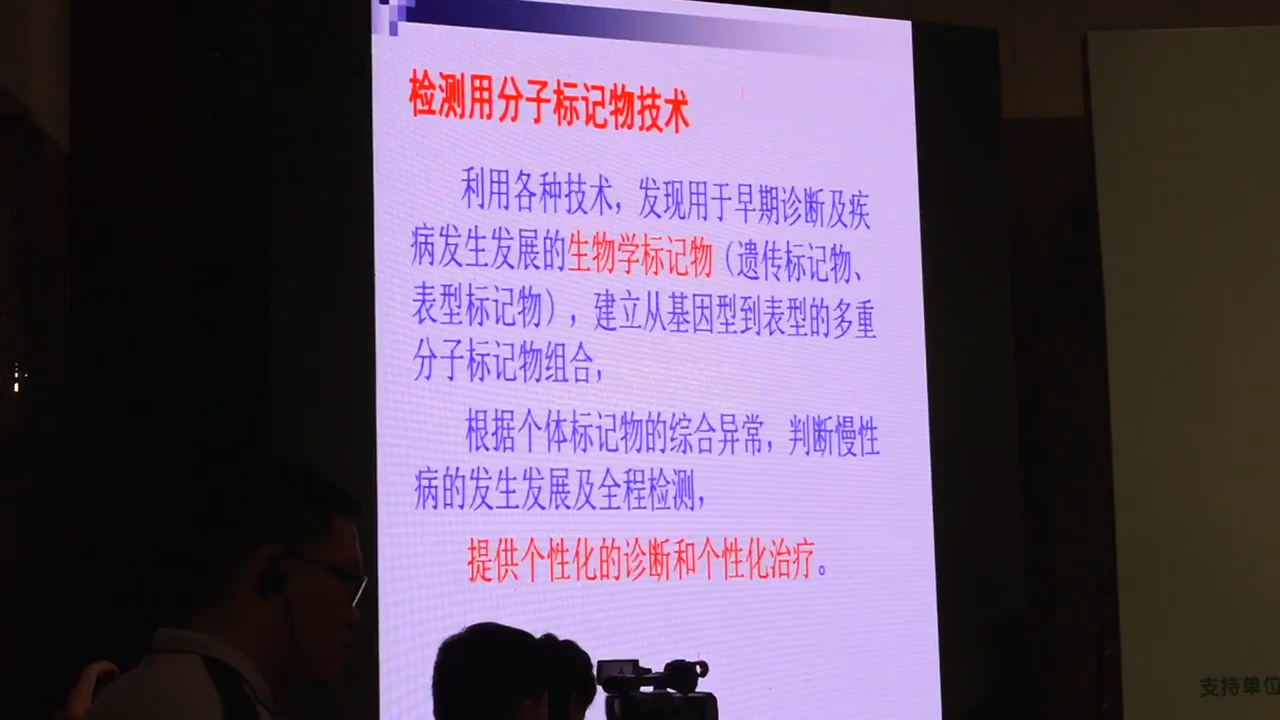 检测用分子标记物技术
利用各种技术，发现用于早期诊断及疾
病发生发展的生物学标记物（遗传标记物、
表型标记物），建立从基因型到表型的多重
分子标记物组合，
根据个体标记物的综合异常，判断慢性
病的发生发展及全程检测，
提供个性化的诊断和个性化治疗。
支持单位